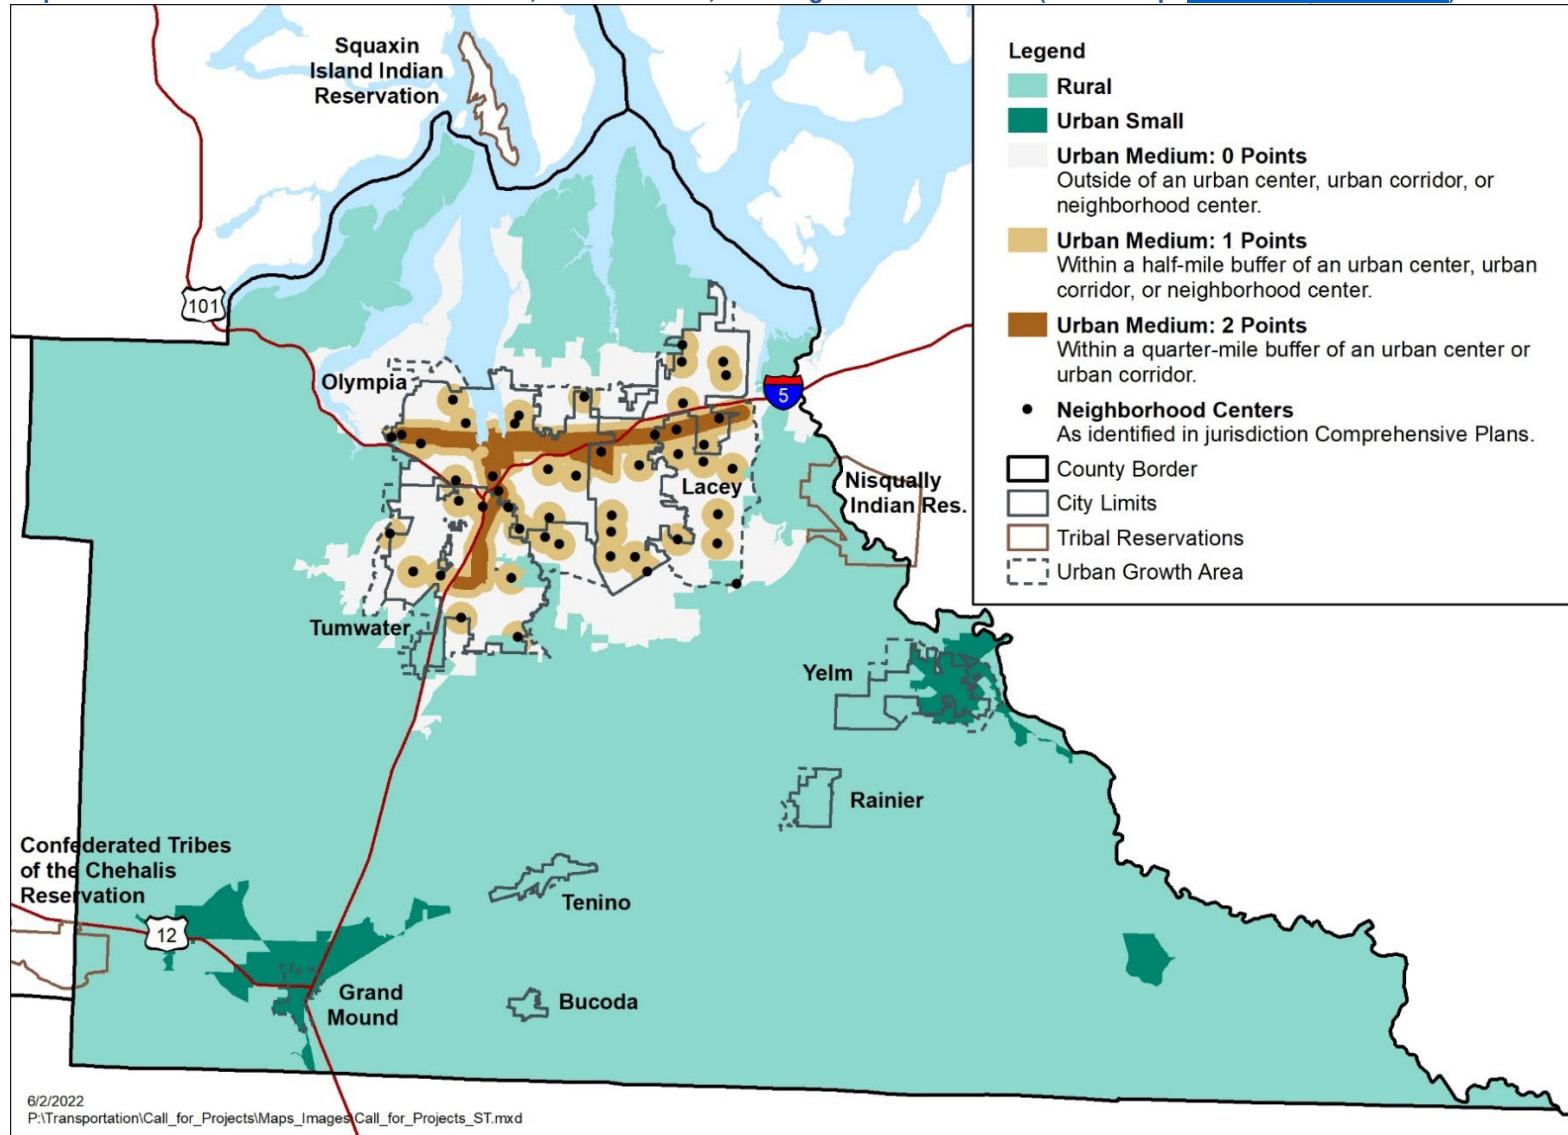 Squaxin
Island Indian
Reservation
101
Olympia
5
Lacey
Nisqually
Indian Res.
Tumwater
Yelm
Rainier
Confederated Tribes
of the Chehalis
Reservation
12
Tenino
Grand
Mound
Bucoda
Legend
Rural
Urban Small
Urban Medium: 0 Points
Outside of an urban center, urban corridor, or
neighborhood center.
Urban Medium: 1 Points
Within a half-mile buffer of an urban center, urban
corridor, or neighborhood center.
Urban Medium: 2 Points
Within a quarter-mile buffer of an urban center or
urban corridor.
Neighborhood Centers
As identified in jurisdiction Comprehensive Plans.
County Border
City Limits
Tribal Reservations
Urban Growth Area
6/2/2022
P:\Transportation\Call_for_Projects\Maps_Images\Call_for_Projects_ST.mxd